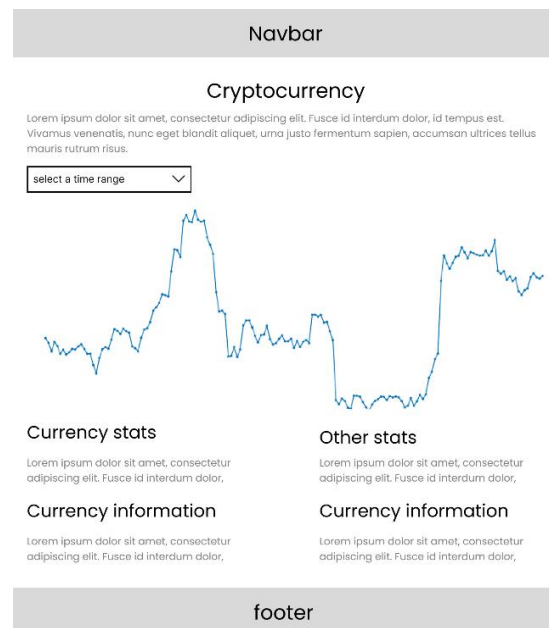 Navbar
Cryptocurrency
Lorem ipsum dolor sit amet, consectetur adipiscing elit. Fusce id interdum dolor, id tempus est.
Vivamus venenatis, nunc eget blandit aliquet, urna justo fermentum sapien, accumsan ultrices tellus
mauris rutrum risus.
select a time range
Currency stats
Lorem ipsum dolor sit amet, consectetur
adipiscing elit. Fusce id interdum dolor,
Other stats
Lorem ipsum dolor sit amet, consectetur
adipiscing elit. Fusce id interdum dolor,
Currency information
Lorem ipsum dolor sit amet, consectetur
adipiscing elit. Fusce id interdum dolor,
Currency information
Lorem ipsum dolor sit amet, consectetur
adipiscing elit. Fusce id interdum dolor,
footer